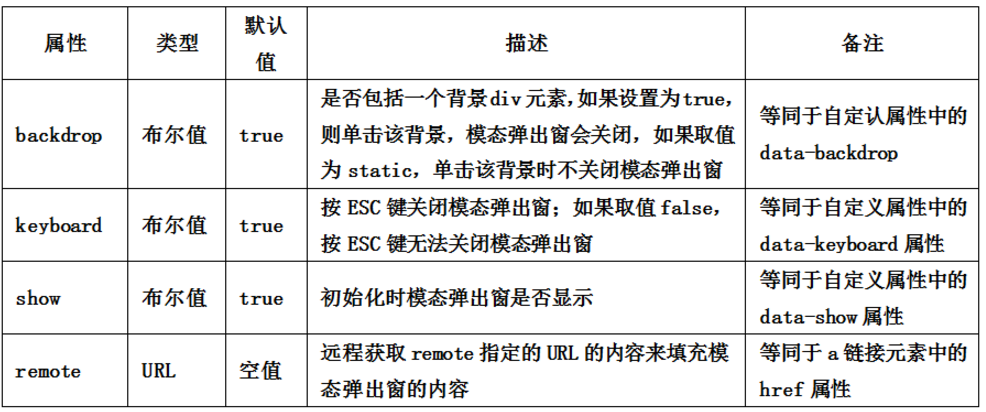 属性 类型 默认值 描述 备注
backdrop 布尔值 true 是否包括一个背景div元素,如果设置为true,
则单击该背景，模态弹出窗会关闭，如果取值
为 static，单击该背景时不关闭模态弹出窗 等同于自定认属性中的
data-backdrop
keyboard 布尔值 true 按 ESC 键关闭模态弹出窗；如果取值 false，
按 ESC 键无法关闭模态弹出窗 等同于自定义属性中的
data-keyboard 属性
show 布尔值 true 初始化时模态弹出窗是否显示 等同于自定义属性中的
data-show 属性
remote URL 空值 远程获取 remote 指定的 URL 的内容来填充模
态弹出窗的内容 等同于 a 链接元素中的
href 属性